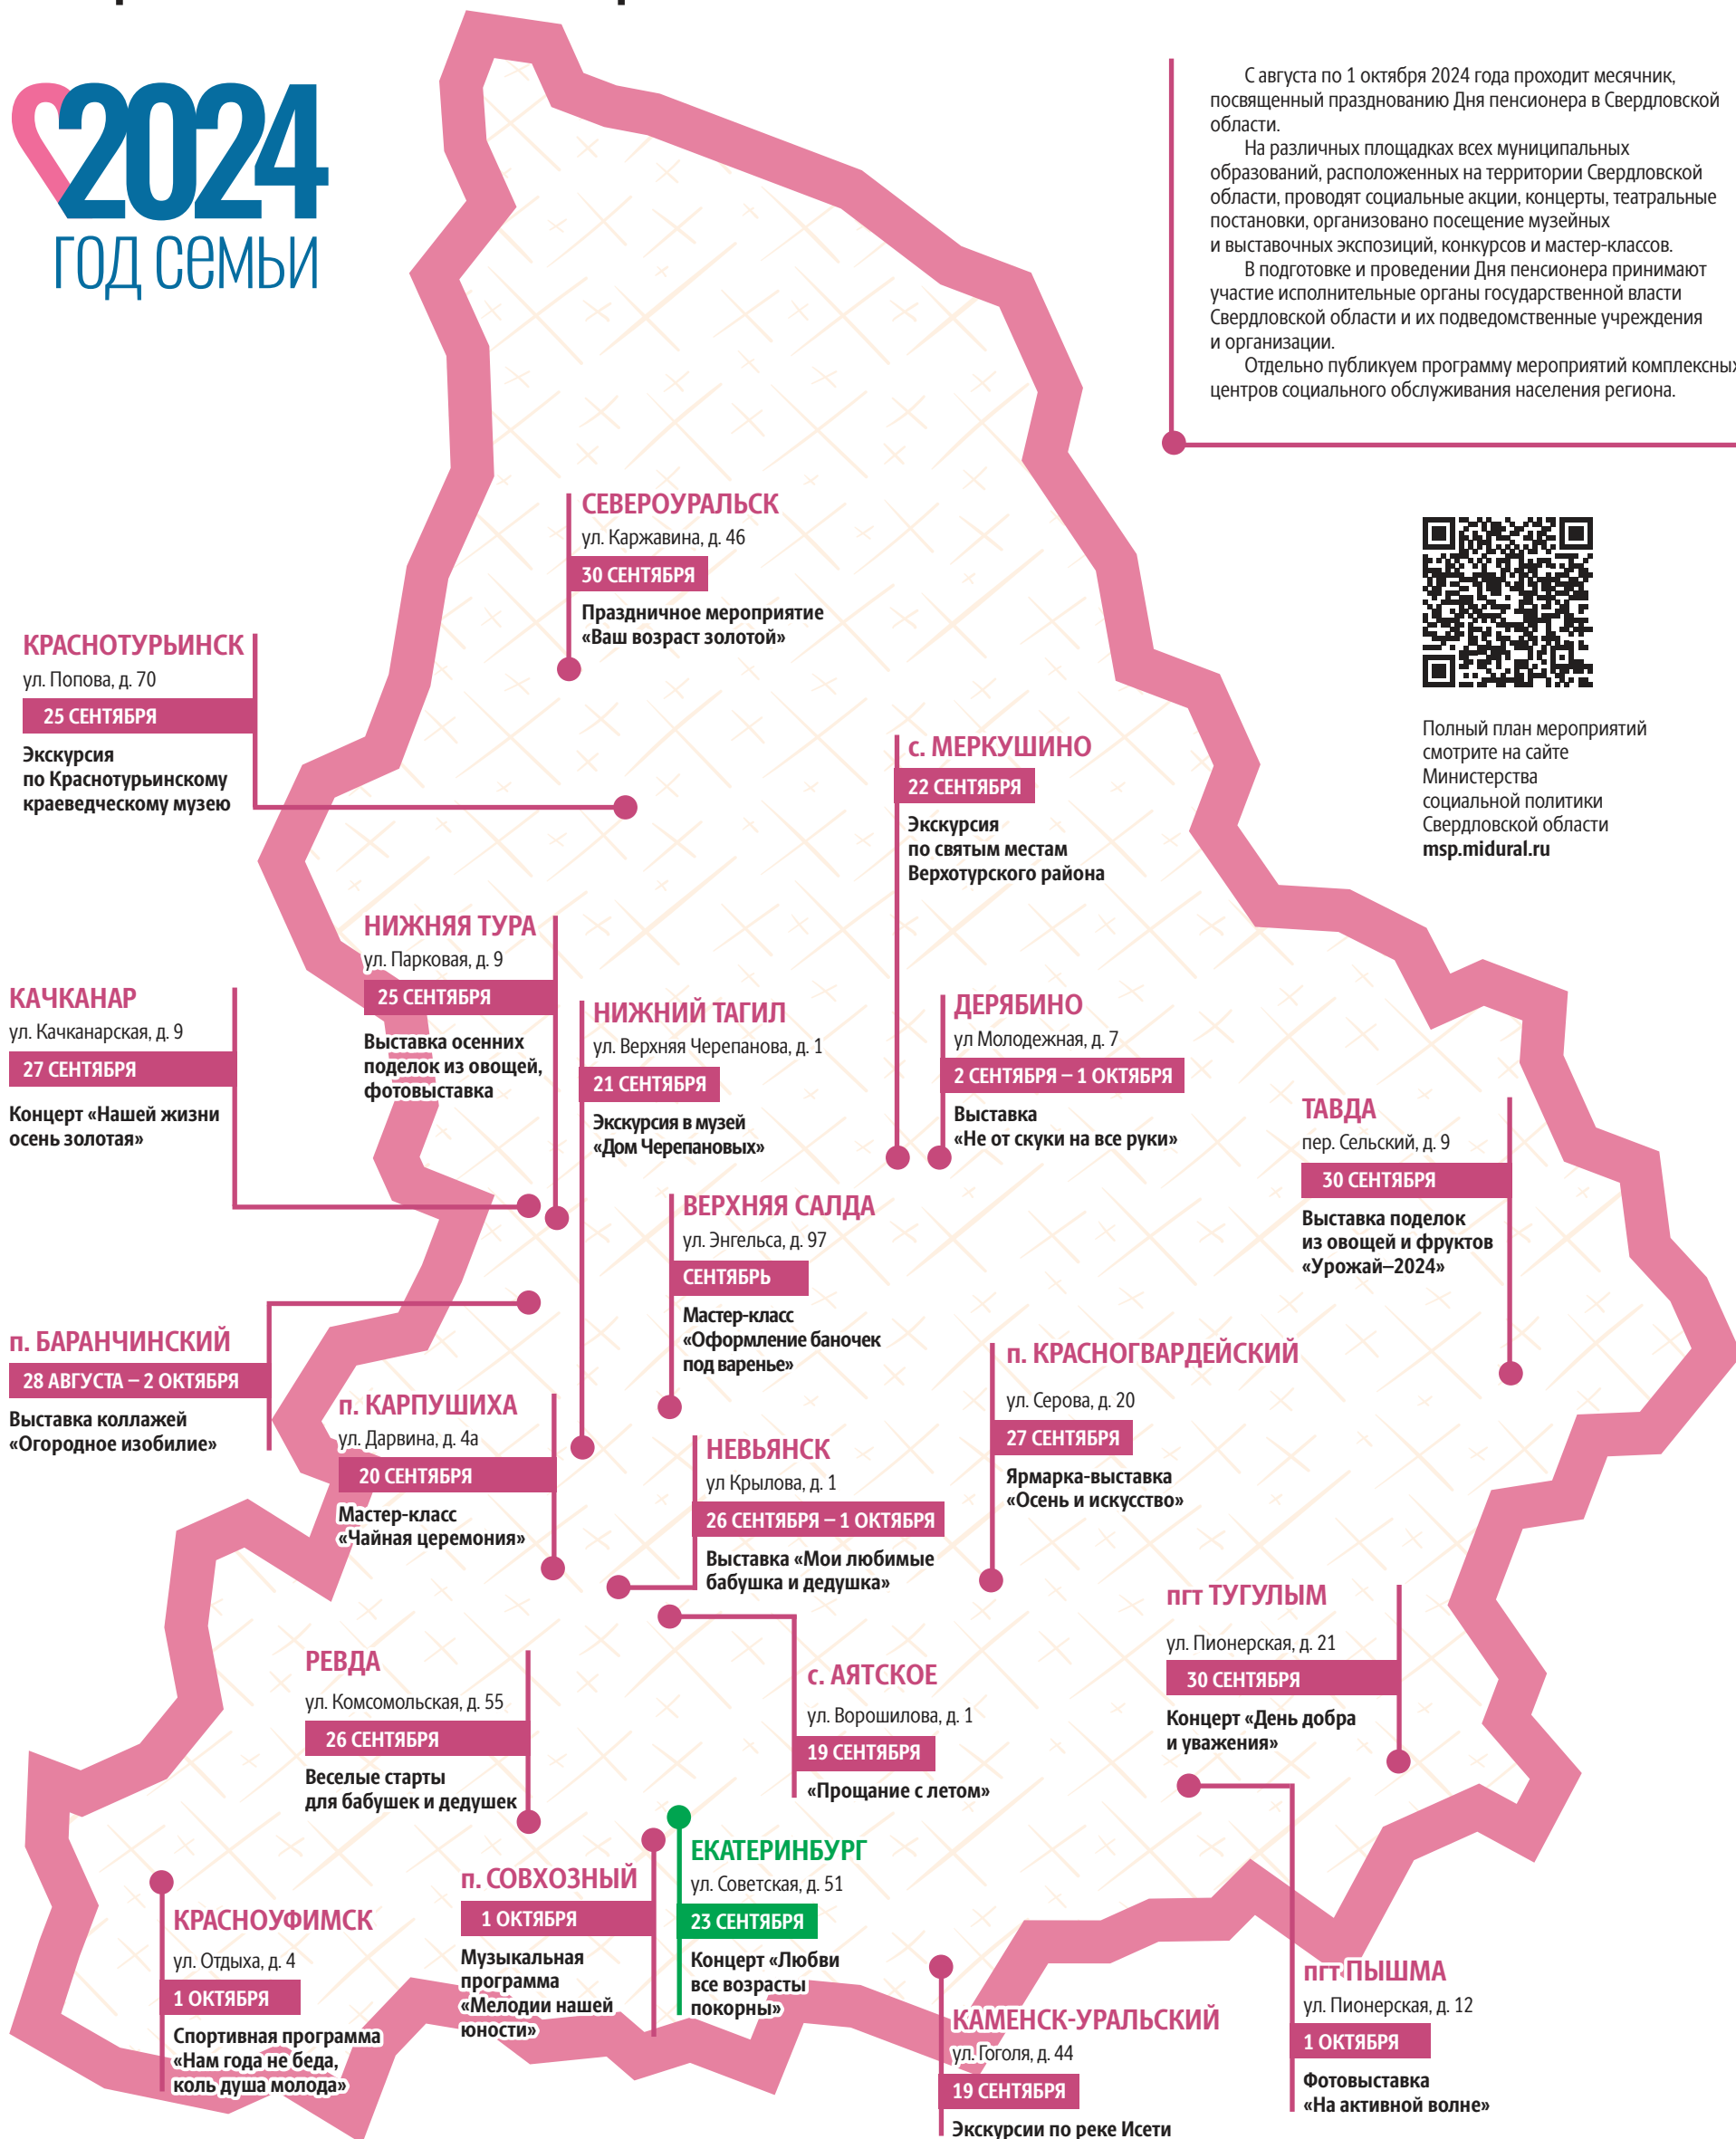 2024
ГОД СЕМЬИ
С августа по 1 октября 2024 года проходит месячник,
посвященный празднованию Дня пенсионера в Свердловской
области.
На различных площадках всех муниципальных
образований, расположенных на территории Свердловской
области, проводят социальные акции, концерты, театральные
постановки, организовано посещение музейных
и выставочных экспозиций, конкурсов и мастер-классов.
В подготовке и проведении Дня пенсионера принимают
участие исполнительные органы государственной власти
Свердловской области и их подведомственные учреждения
и организации.
Отдельно публикуем программу мероприятий комплексных
центров социального обслуживания населения региона.
СЕВЕРОУРАЛЬСК
ул. Каржавина, д. 46
30 СЕНТЯБРЯ
Праздничное мероприятие
«Ваш возраст золотой»
КРАСНОТУРЬИНСК
ул. Попова, д. 70
25 СЕНТЯБРЯ
Экскурсия
по Краснотурьинскому
краеведческому музею
Полный план мероприятий
смотрите на сайте
Министерства
социальной политики
Свердловской области
msp.midural.ru
с. МЕРКУШИНО
22 СЕНТЯБРЯ
Экскурсия
по святым местам
Верхотурского района
НИЖНЯЯ ТУРА
ул. Парковая, д. 9
25 СЕНТЯБРЯ
Выставка осенних
поделок из овощей,
фотовыставка
КАЧКАНАР
ул. Качканарская, д. 9
27 СЕНТЯБРЯ
Концерт «Нашей жизни
осень золотая»
НИЖНИЙ ТАГИЛ
ул. Верхняя Черепанова, д. 1
21 СЕНТЯБРЯ
Экскурсия в музей
«Дом Черепановых»
ДЕРЯБИНО
ул Молодежная, д. 7
2 СЕНТЯБРЯ – 1 ОКТЯБРЯ
Выставка
«Не от скуки на все руки»
ТАВДА
пер. Сельский, д. 9
30 СЕНТЯБРЯ
Выставка поделок
из овощей и фруктов
«Урожай–2024»
ВЕРХНЯЯ САЛДА
ул. Энгельса, д. 97
СЕНТЯБРЬ
Мастер-класс
«Оформление баночек
под варенье»
п. БАРАНЧИНСКИЙ
28 АВГУСТА – 2 ОКТЯБРЯ
Выставка коллажей
«Огородное изобилие»
п. КАРПУШИХА
ул. Дарвина, д. 4а
20 СЕНТЯБРЯ
Мастер-класс
«Чайная церемония»
п. КРАСНОГВАРДЕЙСКИЙ
ул. Серова, д. 20
27 СЕНТЯБРЯ
Ярмарка-выставка
«Осень и искусство»
НЕВЬЯНСК
ул Крылова, д. 1
26 СЕНТЯБРЯ – 1 ОКТЯБРЯ
Выставка «Мои любимые
бабушка и дедушка»
пгт ТУГУЛЫМ
ул. Пионерская, д. 21
30 СЕНТЯБРЯ
Концерт «День добра
и уважения»
РЕВДА
ул. Комсомольская, д. 55
26 СЕНТЯБРЯ
Веселые старты
для бабушек и дедушек
с. АЯТСКОЕ
ул. Ворошилова, д. 1
19 СЕНТЯБРЯ
«Прощание с летом»
ЕКАТЕРИНБУРГ
ул. Советская, д. 51
23 СЕНТЯБРЯ
Концерт «Любви
все возрасты
покорны»
п. СОВХОЗНЫЙ
1 ОКТЯБРЯ
Музыкальная
программа
«Мелодии нашей
юности»
КРАСНОУФИМСК
ул. Отдыха, д. 4
1 ОКТЯБРЯ
Спортивная программа
«Нам года не беда,
коль душа молода»
КАМЕНСК-УРАЛЬСКИЙ
ул. Гоголя, д. 44
19 СЕНТЯБРЯ
Экскурсии по реке Исети
пгт ПЫШМА
ул. Пионерская, д. 12
1 ОКТЯБРЯ
Фотовыставка
«На активной волне»